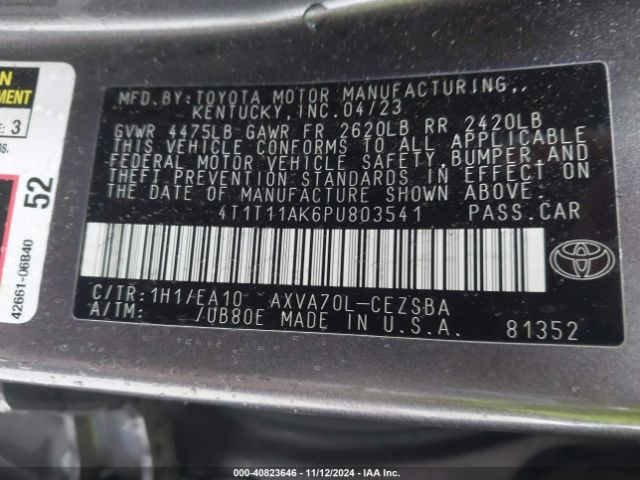 MFD.BY:TOYOTA MOTOR MANUFACTURING,.
KENTUCKY,INC.04/23
GVWR 4475LB GAWR FR 2620LB RR 2420LB
THIS VEHICLE CONFORMS TO ALL APPLICABLE
FEDERAL MOTOR VEHICLE SAFETY,BUMPER,AND
THEFT PREVENTION STANDARDS IN EFFECT ON
THE DATE OF MANUFACTURE SHOWN ABOVE.
4T1T11AK6PU803541 PASS.CAR
C/TR:1H1/EA10 AXVA70L-CEZSBA
A/TM: /UB80E MADE IN U.S.A.
81352
: 3
52
42661-06B40
000-40823646 - 11/12/2024 - IAA Inc.